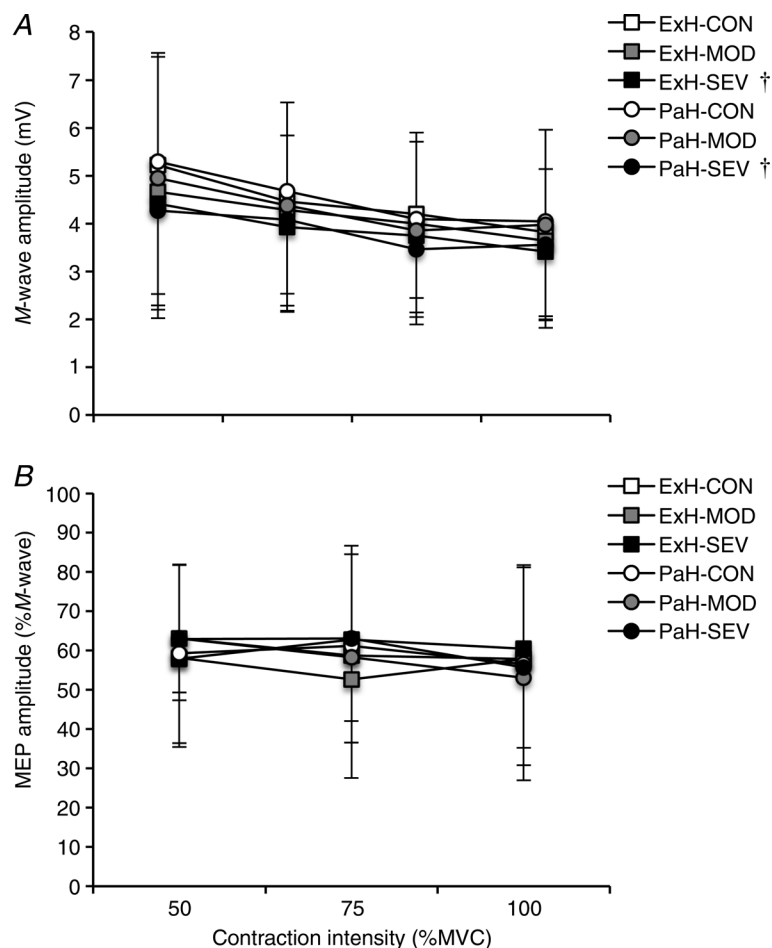 A
8
7
6
5
4
3
2
1
0
M-wave amplitude (mV)
ExH-CON
ExH-MOD
ExH-SEV †
PaH-CON
PaH-MOD
PaH-SEV †
B
100
90
80
70
60
50
40
30
20
10
0
MEP amplitude (%M-wave)
ExH-CON
ExH-MOD
ExH-SEV
PaH-CON
PaH-MOD
PaH-SEV
50 75 100
Contraction intensity (%MVC)